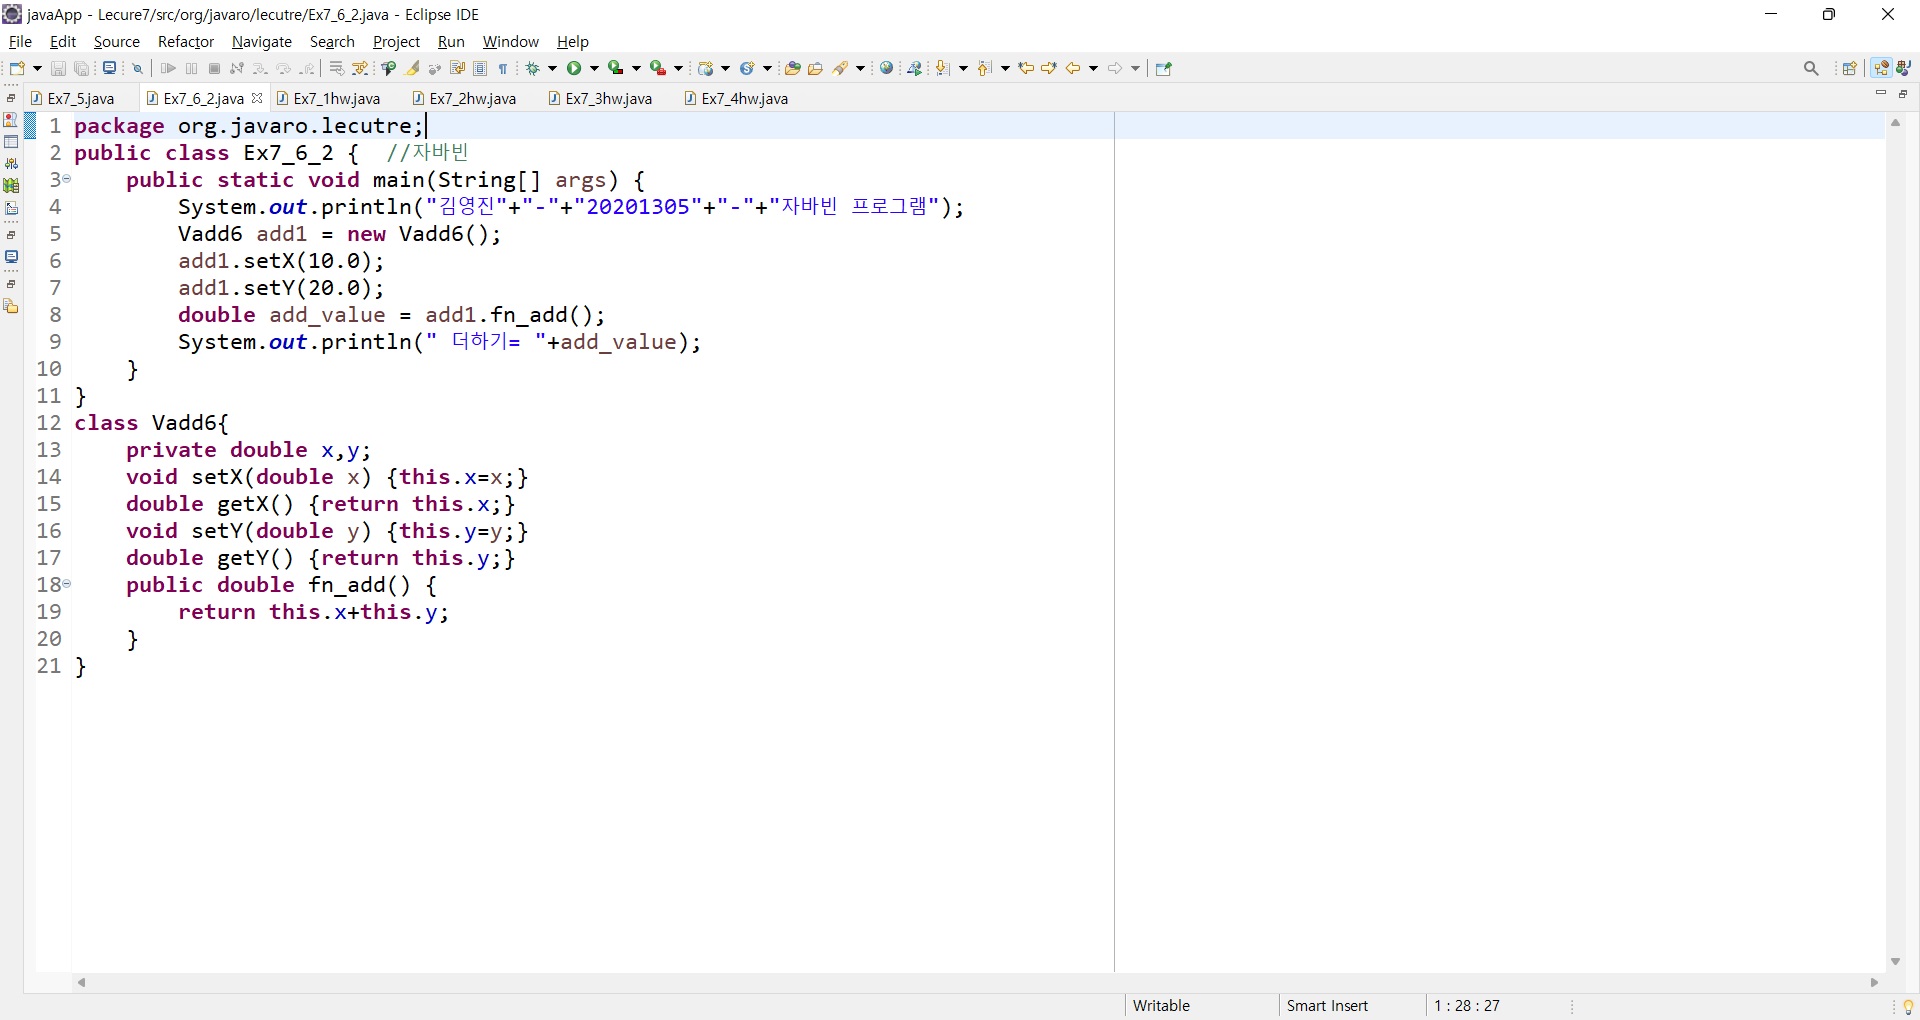 javaApp - Lecure7/src/org/javaro/lecutre/Ex7_6_2.java - Eclipse IDE
File Edit Source Refactor Navigate Search Project Run Window Help
Ex7_5.java Ex7_6_2.java Ex7_1hw.java Ex7_2hw.java Ex7_3hw.java Ex7_4hw.java
1 package org.javaro.lecutre;
2 public class Ex7_6_2 { //자바빈
3 public static void main(String[] args) {
4 System.out.println("김영진"+"-"+"20201305"+"-"+"자바빈 프로그램");
5 Vadd6 add1 = new Vadd6();
6 add1.setX(10.0);
7 add1.setY(20.0);
8 double add_value = add1.fn_add();
9 System.out.println(" 더하기= "+add_value);
10 }
11 }
12 class Vadd6{
13 private double x,y;
14 void setX(double x) {this.x=x;}
15 double getX() {return this.x;}
16 void setY(double y) {this.y=y;}
17 double getY() {return this.y;}
18 public double fn_add() {
19 return this.x+this.y;
20 }
21 }
Writable Smart Insert 1 : 28 : 27